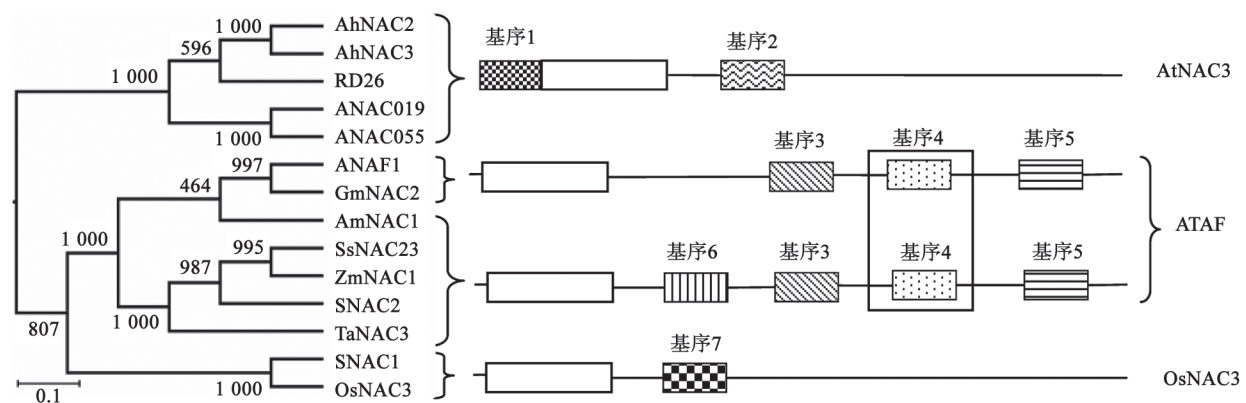 1 000
AhNAC2
AhNAC3
596
RD26
1 000
ANAC019
ANAC055
1 000
基序1
基序2
AtNAC3
997
ANAF1
GmNAC2
464
AmNAC1
1 000
995
SsNAC23
ZmNAC1
987
SNAC2
1 000
TaNAC3
807
SNAC1
OsNAC3
1 000
0.1
基序3
基序4
基序5
ATAF
基序6
基序3
基序4
基序5
基序7
OsNAC3